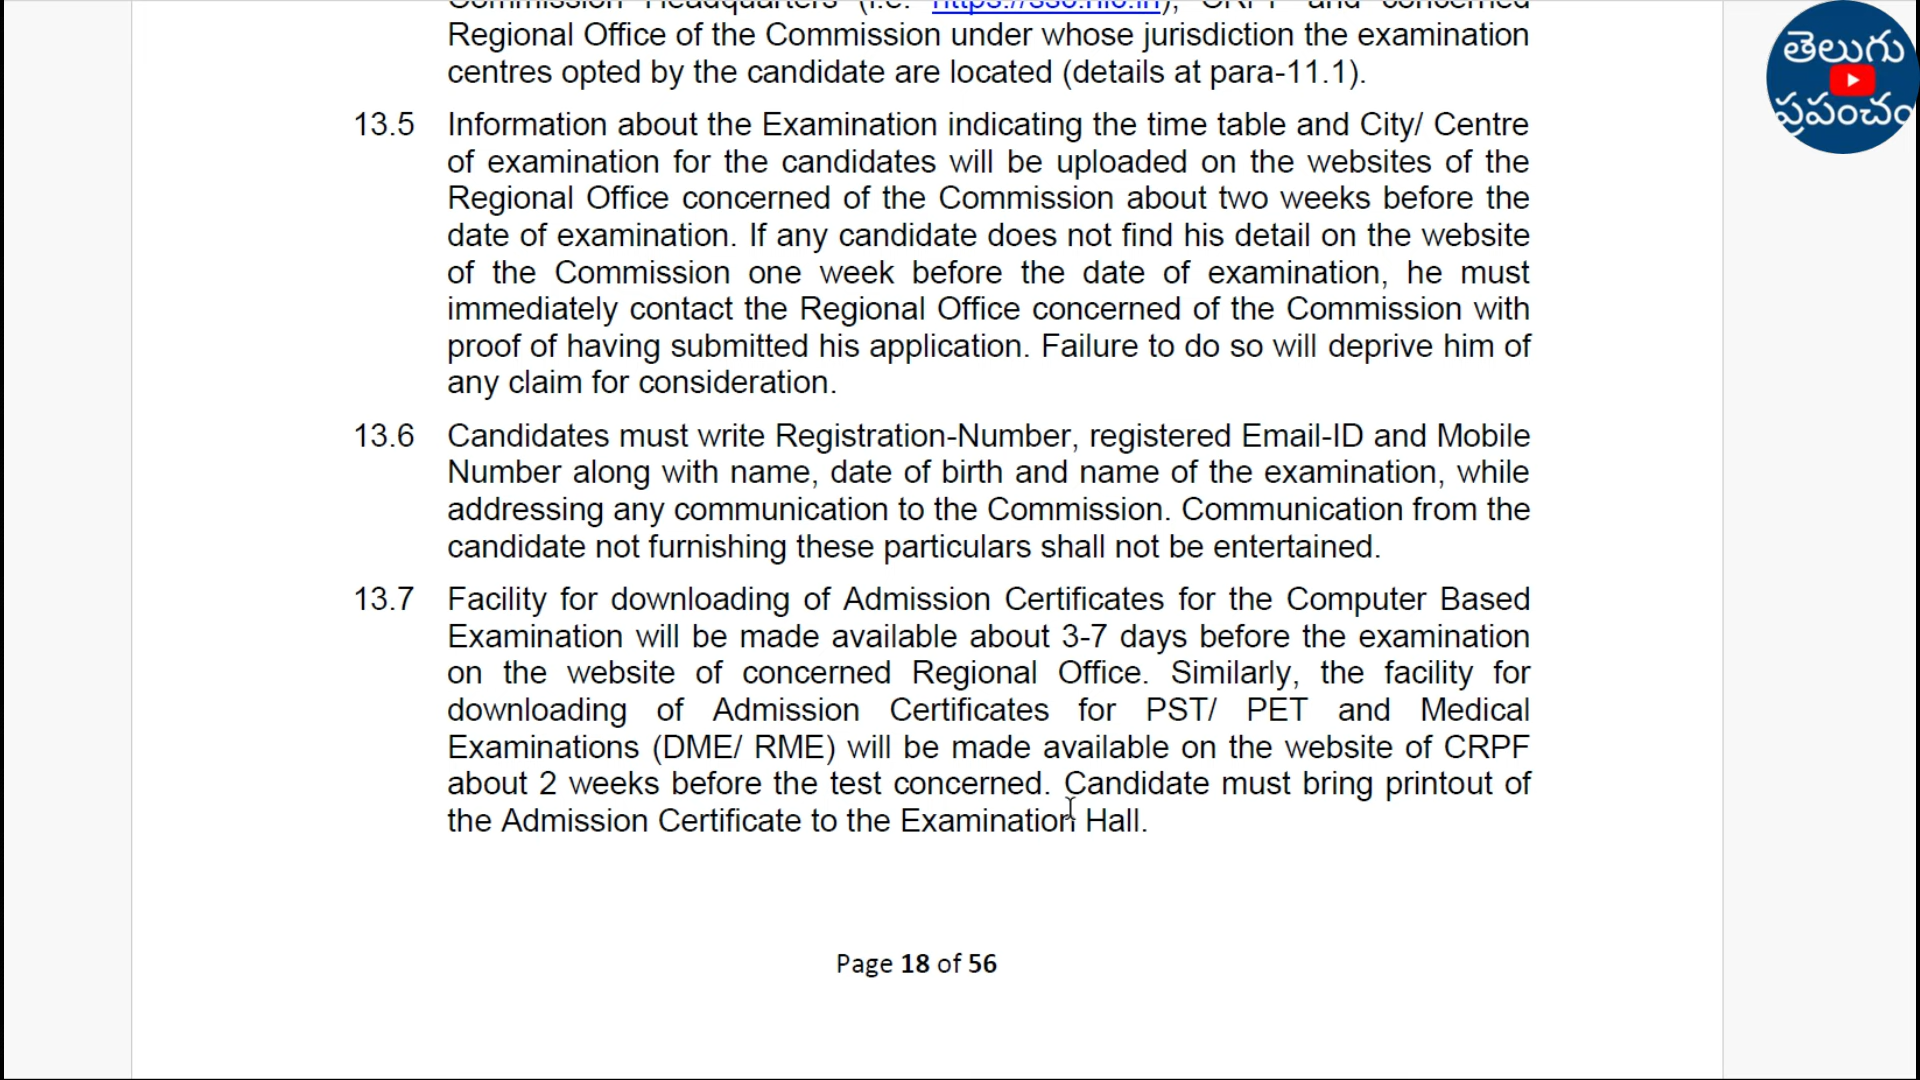 Commission Headquarters (i.e. https://ssc.nic.in), CRPF and concerned
Regional Office of the Commission under whose jurisdiction the examination
centres opted by the candidate are located (details at para-11.1).
13.5 Information about the Examination indicating the time table and City/ Centre
of examination for the candidates will be uploaded on the websites of the
Regional Office concerned of the Commission about two weeks before the
date of examination. If any candidate does not find his detail on the website
of the Commission one week before the date of examination, he must
immediately contact the Regional Office concerned of the Commission with
proof of having submitted his application. Failure to do so will deprive him of
any claim for consideration.
13.6 Candidates must write Registration-Number, registered Email-ID and Mobile
Number along with name, date of birth and name of the examination, while
addressing any communication to the Commission. Communication from the
candidate not furnishing these particulars shall not be entertained.
13.7 Facility for downloading of Admission Certificates for the Computer Based
Examination will be made available about 3-7 days before the examination
on the website of concerned Regional Office. Similarly, the facility for
downloading of Admission Certificates for PST/ PET and Medical
Examinations (DME/ RME) will be made available on the website of CRPF
about 2 weeks before the test concerned. Candidate must bring printout of
the Admission Certificate to the Examination Hall.
Page 18 of 56
తెలుగు
ప్రపంచం